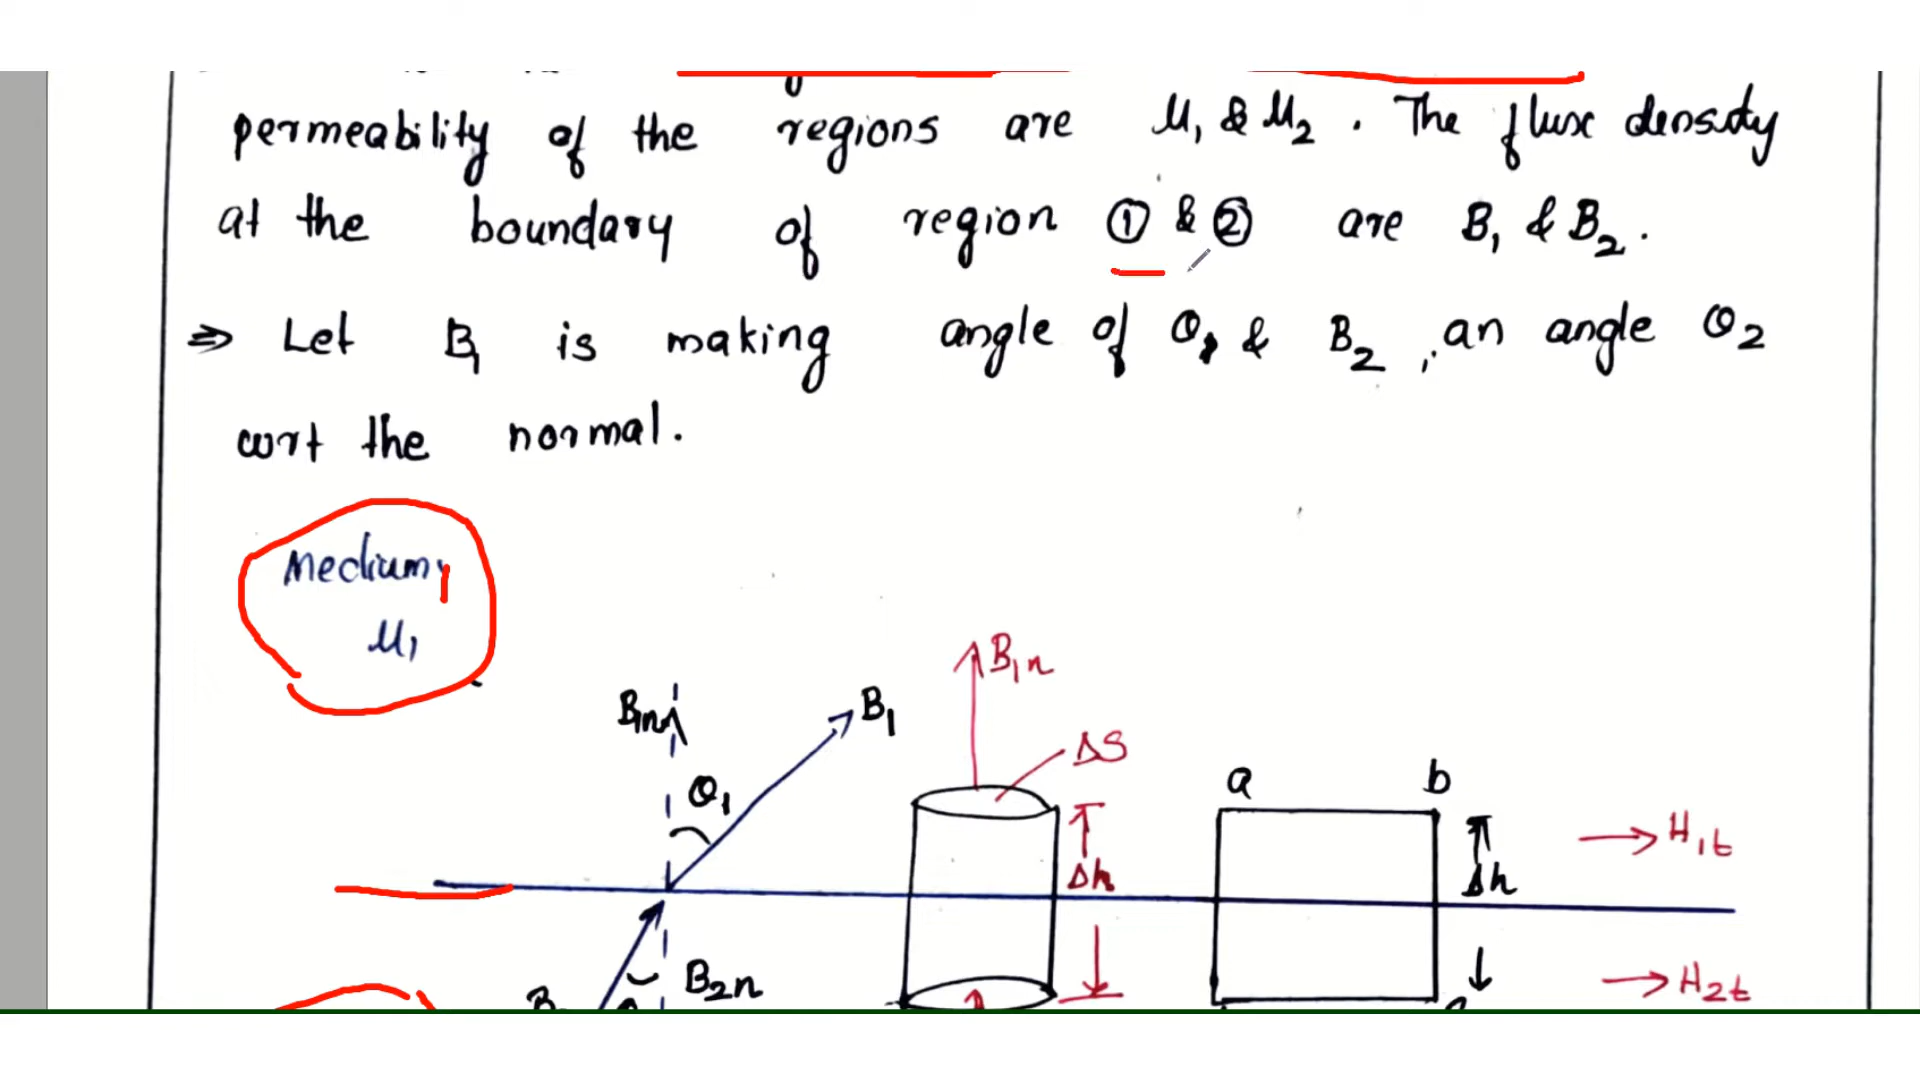 permeability of the regions are μ₁ & μ₂ . The flux density
at the boundary of region ① & ② are B₁ & B₂ .
⇒ Let B₁ is making angle of θ₁ & B₂ , an angle θ₂
wrt the normal.
Medium 1
μ₁
B₁n
B₁
θ₁
B₂n
B₁n
ΔS
Δh
a b
Δh
H₁t
H₂t